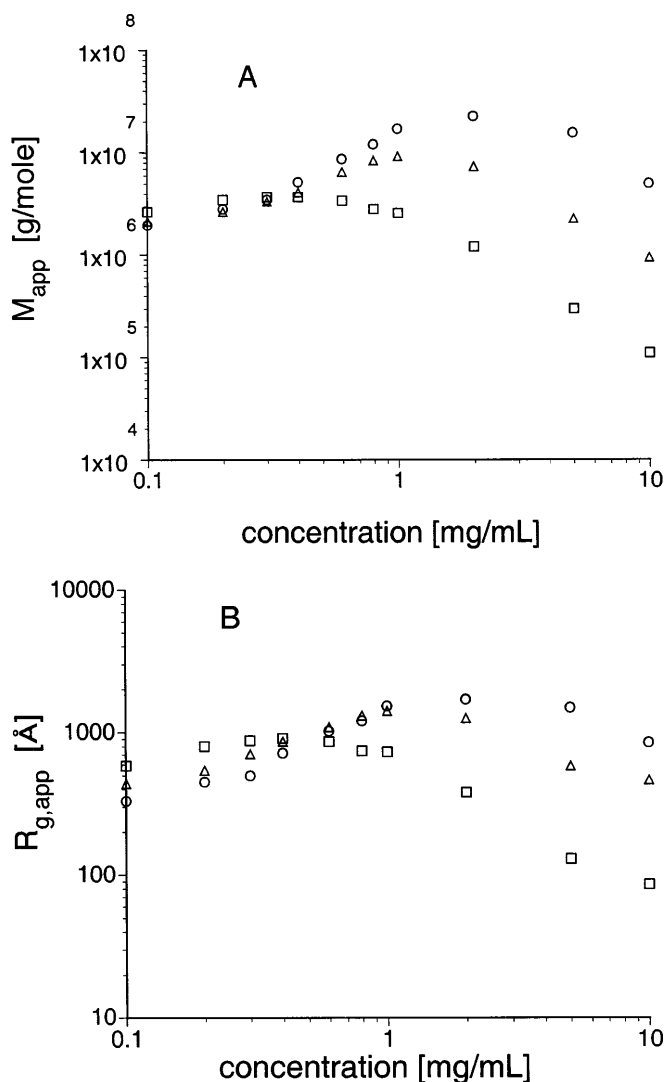 8
1x10
A
7
1x10
6
1x10
5
1x10
4
1x10
M app [g/mole]
0.1 1 10
concentration [mg/mL]
10000
B
1000
100
10
R g,app [Å]
0.1 1 10
concentration [mg/mL]